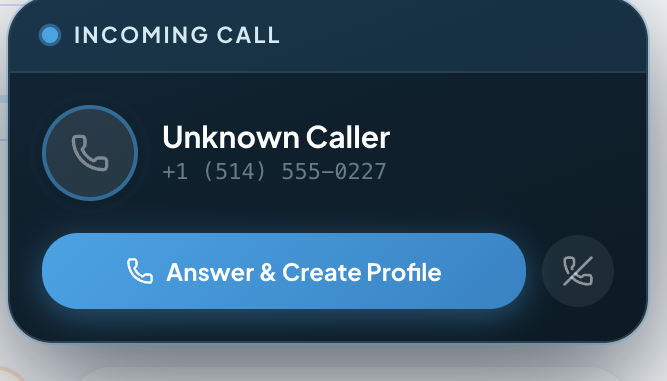 INCOMING CALL
Unknown Caller
+1 (514) 555-0227
Answer & Create Profile